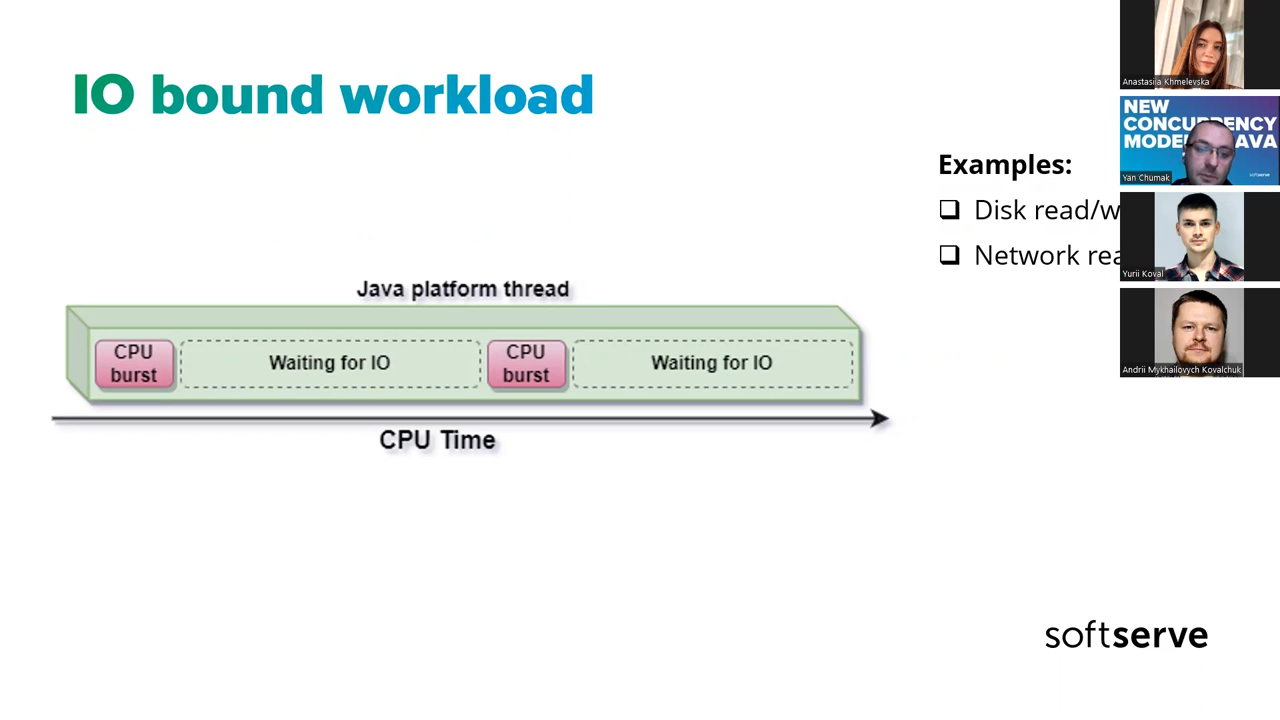 IO bound workload
Examples:
Disk read/w
Network rea
Java platform thread
CPU
burst
Waiting for IO
CPU
burst
Waiting for IO
CPU Time
softserve
Anastasiia Khmelevska
NEW
CONCURRENCY
MODE AVA
softserve
Yan Chumak
Yurii Koval
Andrii Mykhailovych Kovalchuk